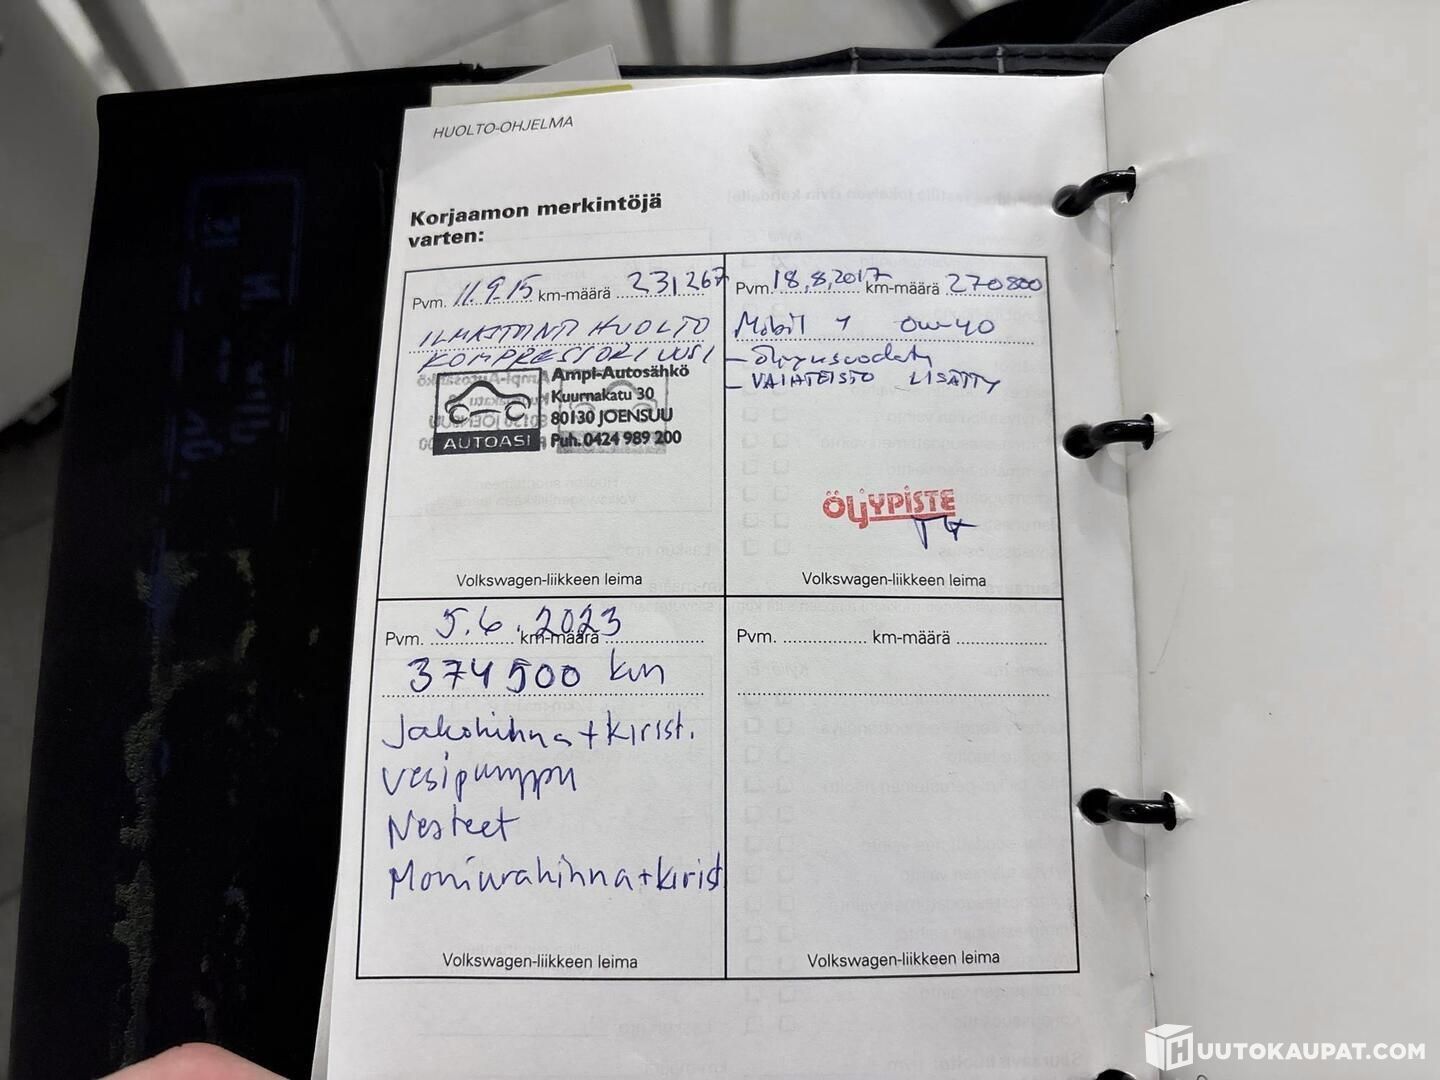 HUOLTO-OHJELMA
Korjaamon merkintöjä
varten:
Pvm. 11.9.15 km-määrä 231267
ILMASTOINTI HUOLTO
KOMPRESSORI UUSI
Ampi-Autosähkö
Kuurnakatu 30
80130 JOENSUU
AUTOASI Puh. 0424 989 200
Volkswagen-liikkeen leima
Pvm. 18.8.2017 km-määrä 270800
Mobil 1 0W-40
- öljynsuodatin
- VAIHTEISTO LISÄTTY
ÖLJYPISTE
Volkswagen-liikkeen leima
Pvm. 5.6.2023 km-määrä
374500 km
Jakohihna + kirist.
vesipumppu
Nesteet
Moniurahihna + kirist
Volkswagen-liikkeen leima
Pvm. km-määrä
Volkswagen-liikkeen leima
HUUTOKAUPAT.COM